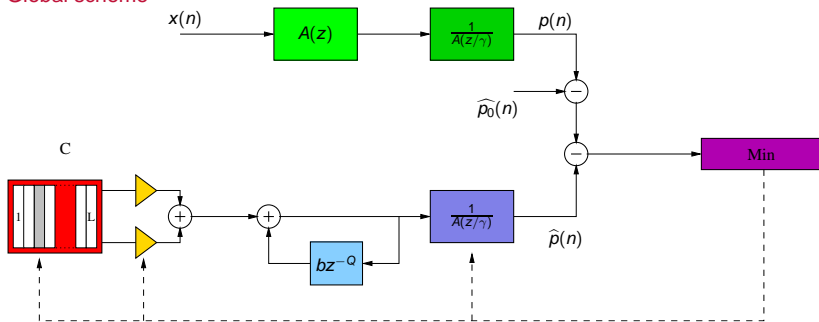 Global scheme
x(n)
A(z)
1/A(z/γ)
p(n)
−
p̂₀(n)
−
Min
C
1
L
+
+
1/A(z/γ)
p̂(n)
bz^{-Q}